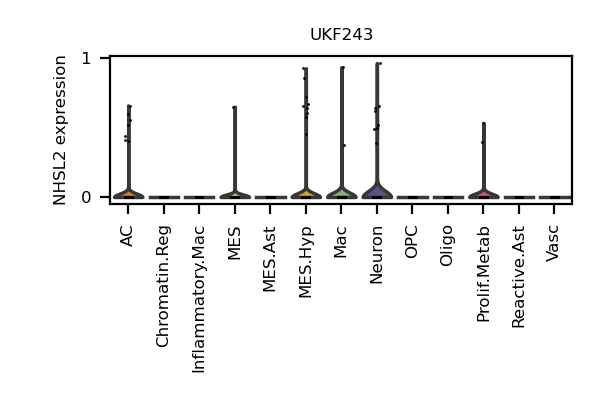 UKF243
NHSL2 expression
1
0
AC
Chromatin.Reg
Inflammatory.Mac
MES
MES.Ast
MES.Hyp
Mac
Neuron
OPC
Oligo
Prolif.Metab
Reactive.Ast
Vasc